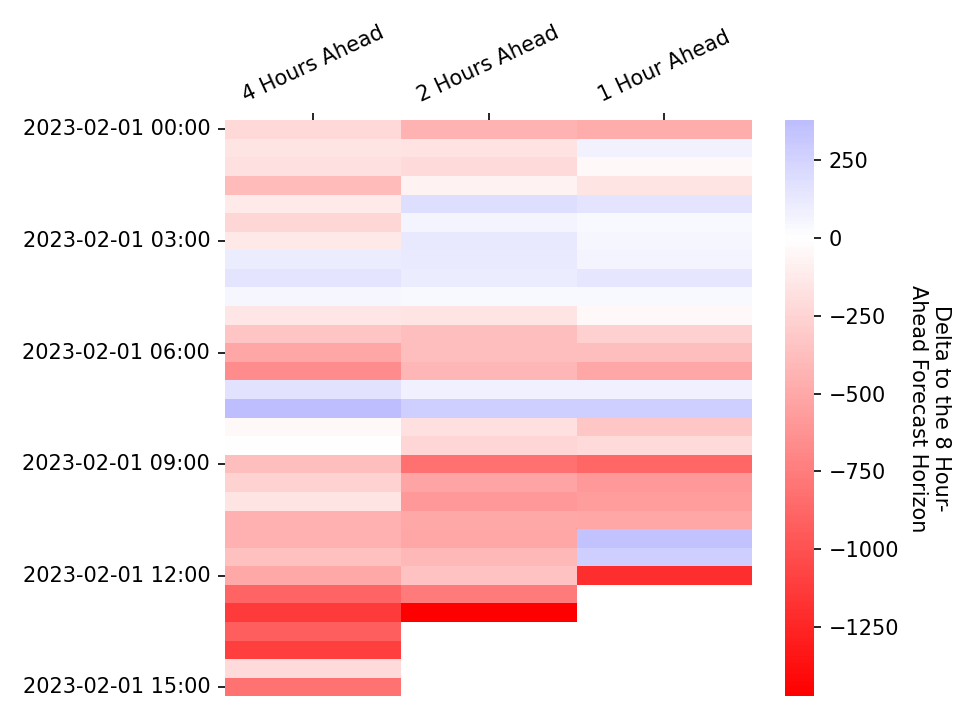 4 Hours Ahead
2 Hours Ahead
1 Hour Ahead
2023-02-01 00:00
2023-02-01 03:00
2023-02-01 06:00
2023-02-01 09:00
2023-02-01 12:00
2023-02-01 15:00
250
0
−250
−500
−750
−1000
−1250
Delta to the 8 Hour-
Ahead Forecast Horizon